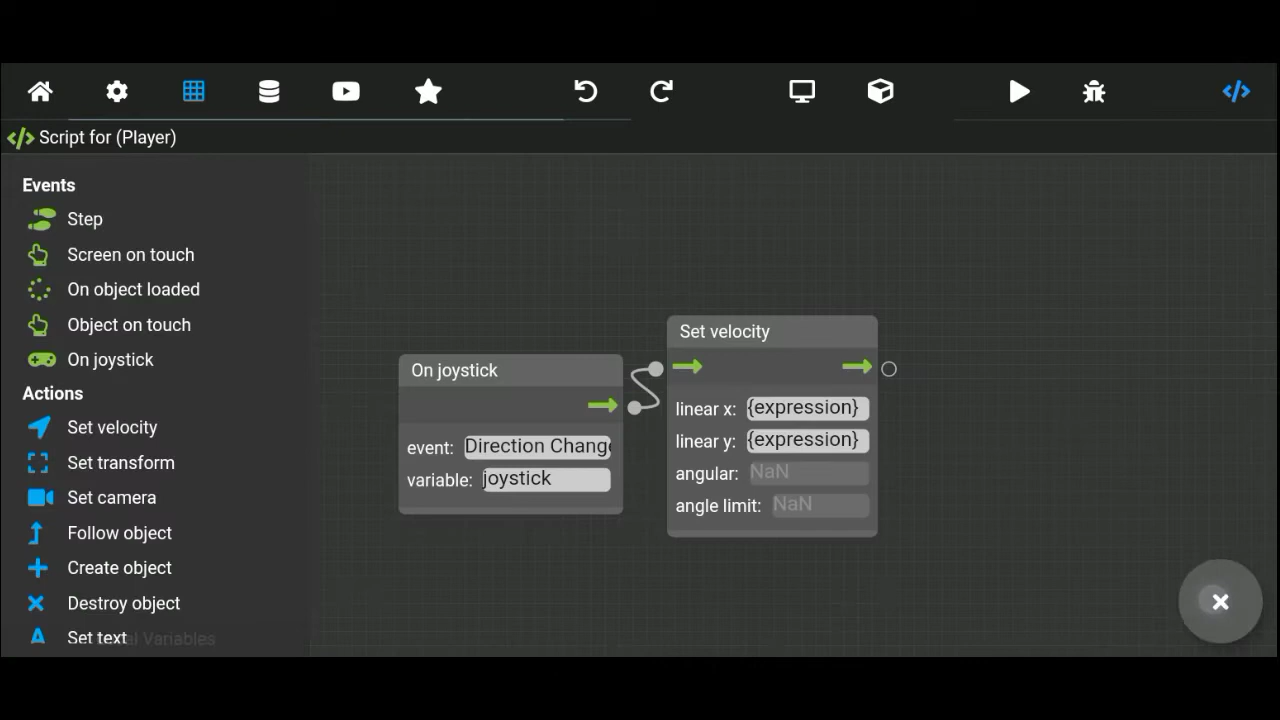 Script for (Player)
Events
Step
Screen on touch
On object loaded
Object on touch
On joystick
Actions
Set velocity
Set transform
Set camera
Follow object
Create object
Destroy object
Set text
Variables
On joystick
event: Direction Chang
variable: joystick
Set velocity
linear x: {expression}
linear y: {expression}
angular: NaN
angle limit: NaN